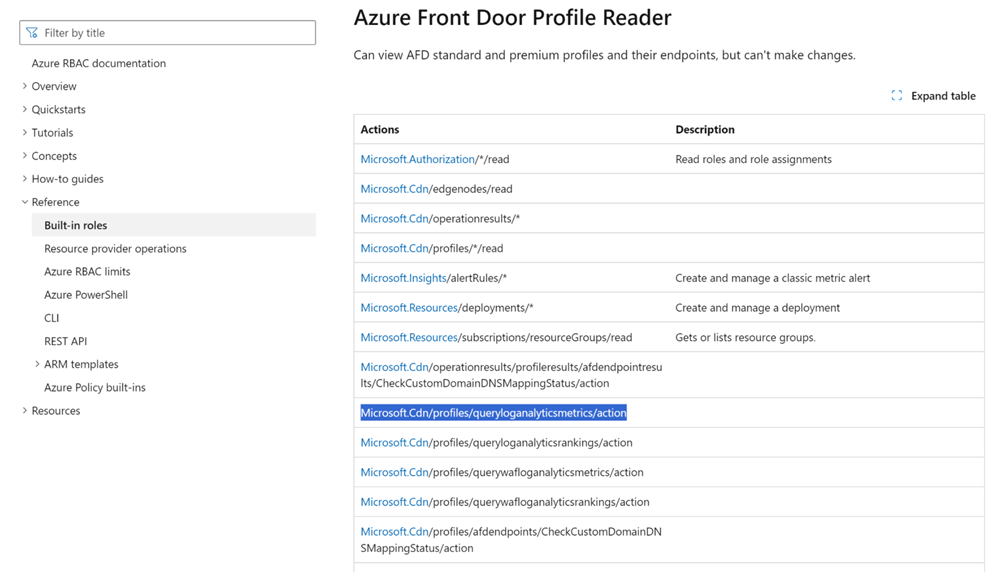 Filter by title
Azure RBAC documentation
Overview
Quickstarts
Tutorials
Concepts
How-to guides
Reference
Built-in roles
Resource provider operations
Azure RBAC limits
Azure PowerShell
CLI
REST API
ARM templates
Azure Policy built-ins
Resources
Azure Front Door Profile Reader
Can view AFD standard and premium profiles and their endpoints, but can't make changes.
Expand table
Actions Description
Microsoft.Authorization/*/read Read roles and role assignments
Microsoft.Cdn/edgenodes/read
Microsoft.Cdn/operationresults/*
Microsoft.Cdn/profiles/*/read
Microsoft.Insights/alertRules/* Create and manage a classic metric alert
Microsoft.Resources/deployments/* Create and manage a deployment
Microsoft.Resources/subscriptions/resourceGroups/read Gets or lists resource groups.
Microsoft.Cdn/operationresults/profileresults/afdendpointresu
lts/CheckCustomDomainDNSMappingStatus/action
Microsoft.Cdn/profiles/queryloganalyticsmetrics/action
Microsoft.Cdn/profiles/queryloganalyticsrankings/action
Microsoft.Cdn/profiles/querywafloganalyticsmetrics/action
Microsoft.Cdn/profiles/querywafloganalyticsrankings/action
Microsoft.Cdn/profiles/afdendpoints/CheckCustomDomainDN
SMappingStatus/action